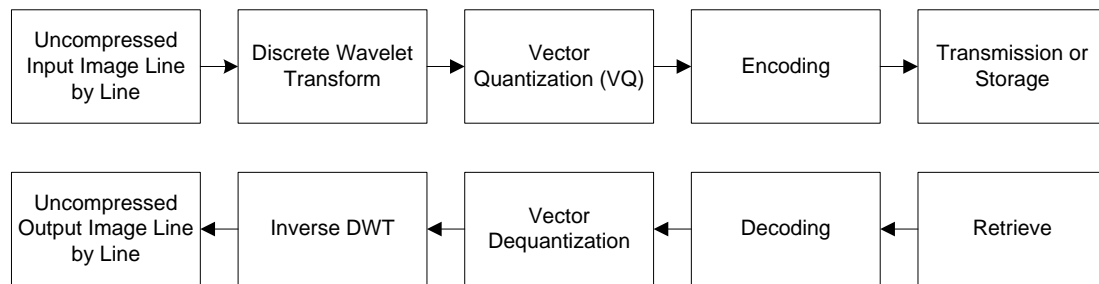 Uncompressed
Input Image Line
by Line
Discrete Wavelet
Transform
Vector
Quantization (VQ)
Encoding
Transmission or
Storage
Uncompressed
Output Image Line
by Line
Inverse DWT
Vector
Dequantization
Decoding
Retrieve